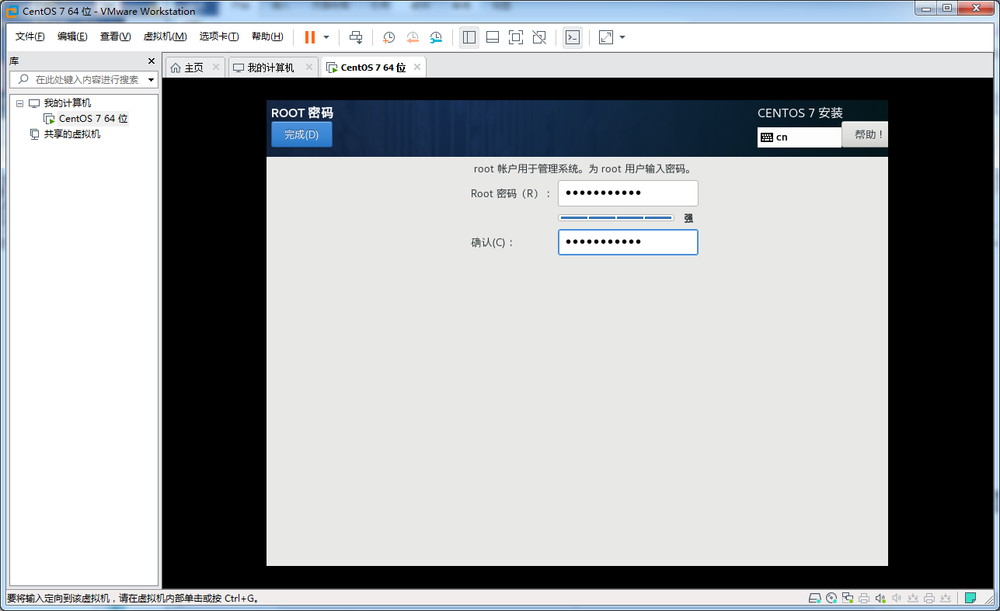 CentOS 7 64 位 - VMware Workstation
文件(F) 编辑(E) 查看(V) 虚拟机(M) 选项卡(T) 帮助(H)
库
主页 我的计算机 CentOS 7 64 位
在此处键入内容进行搜索
我的计算机
CentOS 7 64 位
共享的虚拟机
ROOT 密码
CENTOS 7 安装
完成(D)
cn
帮助！
root 帐户用于管理系统。为 root 用户输入密码。
Root 密码（R）：
强
确认(C)：
要将输入定向到该虚拟机，请在虚拟机内部单击或按 Ctrl+G。